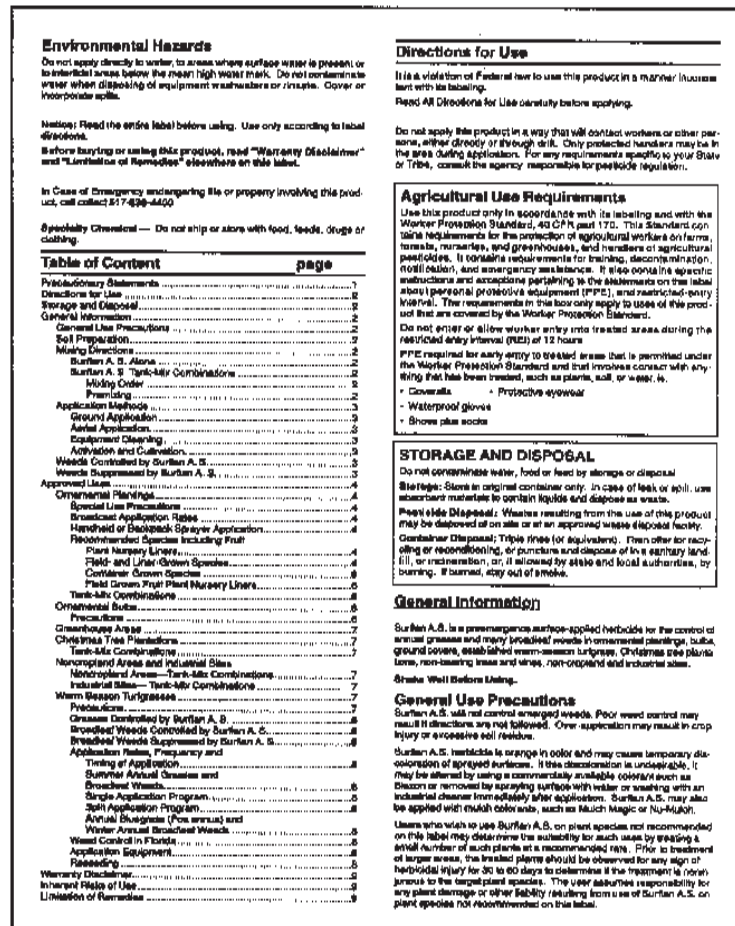 Environmental Hazards
Do not apply directly to water, to areas where surface water is present or
to intertidal areas below the mean high water mark. Do not contaminate
water when disposing of equipment washwaters or rinsate. Cover or
incorporate spills.
Notice: Read the entire label before using. Use only according to label
directions.
Before buying or using this product, read "Warranty Disclaimer"
and "Limitation of Remedies" elsewhere on this label.
In Case of Emergency endangering life or property involving this prod-
uct, call collect 517-636-4400
Specialty Chemical — Do not ship or store with food, feeds, drugs or
clothing.
Table of Content page
Precautionary Statements 1
Directions for Use 2
Storage and Disposal 2
General Information 2
General Use Precautions 2
Soil Preparation 2
Mixing Directions 2
Surflan A. S. Alone 2
Surflan A. S. Tank-Mix Combinations 2
Mixing Order 2
Premixing 2
Application Methods 3
Ground Application 3
Aerial Application 3
Equipment Cleaning 3
Activation and Cultivation 3
Weeds Controlled by Surflan A. S. 3
Weeds Suppressed by Surflan A. S. 3
Approved Uses 4
Ornamental Plantings 4
Special Use Precautions 4
Broadcast Application Rates 4
Handheld or Backpack Sprayer Application 4
Recommended Species Including Fruit
Plant Nursery Liners 4
Field- and Liner-Grown Species 4
Container Grown Species
Field Grown Fruit Plant Nursery Liners
Tank-Mix Combinations
Ornamental Bulbs
Precautions
Greenhouse Areas 7
Christmas Tree Plantations 7
Tank-Mix Combinations 7
Noncropland Areas and Industrial Sites
Noncropland Areas—Tank-Mix Combinations 7
Industrial Sites— Tank-Mix Combinations 7
Warm Season Turfgrasses 7
Precautions 7
Grasses Controlled by Surflan A. S.
Broadleaf Weeds Controlled by Surflan A. S.
Broadleaf Weeds Suppressed by Surflan A. S.
Application Rates, Frequency and
Timing of Application
Summer Annual Grasses and
Broadleaf Weeds
Single Application Program
Split Application Program
Annual Bluegrass (Poa annua) and
Winter Annual Broadleaf Weeds
Weed Control in Florida
Application Equipment
Reseeding
Warranty Disclaimer
Inherent Risks of Use
Limitation of Remedies
Directions for Use
It is a violation of Federal law to use this product in a manner inconsis-
tent with its labeling.
Read All Directions for Use carefully before applying.
Do not apply this product in a way that will contact workers or other per-
sons, either directly or through drift. Only protected handlers may be in
the area during application. For any requirements specific to your State
or Tribe, consult the agency responsible for pesticide regulation.
Agricultural Use Requirements
Use this product only in accordance with its labeling and with the
Worker Protection Standard, 40 CFR part 170. This Standard con-
tains requirements for the protection of agricultural workers on farms,
forests, nurseries, and greenhouses, and handlers of agricultural
pesticides. It contains requirements for training, decontamination,
notification, and emergency assistance. It also contains specific
instructions and exceptions pertaining to the statements on this label
about personal protective equipment (PPE), and restricted-entry
interval. The requirements in this box only apply to uses of this prod-
uct that are covered by the Worker Protection Standard.
Do not enter or allow worker entry into treated areas during the
restricted entry interval (REI) of 12 hours
PPE required for early entry to treated areas that is permitted under
the Worker Protection Standard and that involves contact with any-
thing that has been treated, such as plants, soil, or water, is.
• Coveralls • Protective eyewear
- Waterproof gloves
• Shoes plus socks
STORAGE AND DISPOSAL
Do not contaminate water, food or feed by storage or disposal
Storage: Store in original container only. In case of leak or spill, use
absorbent materials to contain liquids and dispose as waste.
Pesticide Disposal: Wastes resulting from the use of this product
may be disposed of on site or at an approved waste disposal facility.
Container Disposal: Triple rinse (or equivalent). Then offer for recy-
cling or reconditioning, or puncture and dispose of in a sanitary land-
fill, or incineration, or, if allowed by state and local authorities, by
burning. If burned, stay out of smoke.
General Information
Surflan A.S. is a preemergence surface-applied herbicide for the control of
annual grasses and many broadleaf weeds in ornamental plantings, bulbs,
ground covers, established warm-season turfgrass, Christmas tree planta-
tions, non-bearing trees and vines, non-cropland and industrial sites.
Shake Well Before Using.
General Use Precautions
Surflan A.S. will not control emerged weeds. Poor weed control may
result if directions are not followed. Over-application may result in crop
injury or excessive soil residue.
Surflan A.S. herbicide is orange in color and may cause temporary dis-
coloration of sprayed surfaces. If this discoloration is undesirable, it
may be altered by using a commercially available colorant such as
Blazon or removed by spraying surface with water or washing with an
industrial cleaner immediately after application. Surflan A.S. may also
be applied with mulch colorants, such as Mulch Magic or Nu-Mulch.
Users who wish to use Surflan A.S. on plant species not recommended
on this label may determine the suitability for such uses by treating a
small number of such plants at a recommended rate. Prior to treatment
of larger areas, the treated plants should be observed for any sign of
herbicidal injury for 30 to 60 days to determine if the treatment is nonin-
jurious to the target plant species. The user assumes responsibility for
any plant damage or other liability resulting from use of Surflan A.S. on
plant species not recommended on this label.